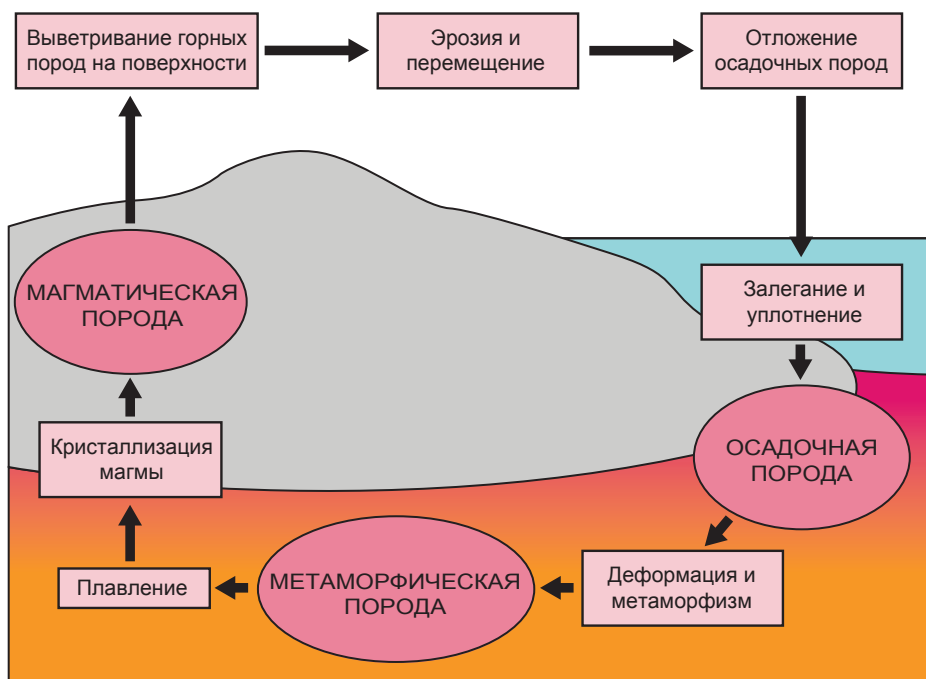 Выветривание горных
пород на поверхности
Эрозия и
перемещение
Отложение
осадочных пород
МАГМАТИЧЕСКАЯ
ПОРОДА
Залегание и
уплотнение
Кристаллизация
магмы
ОСАДОЧНАЯ
ПОРОДА
Плавление
МЕТАМОРФИЧЕСКАЯ
ПОРОДА
Деформация и
метаморфизм